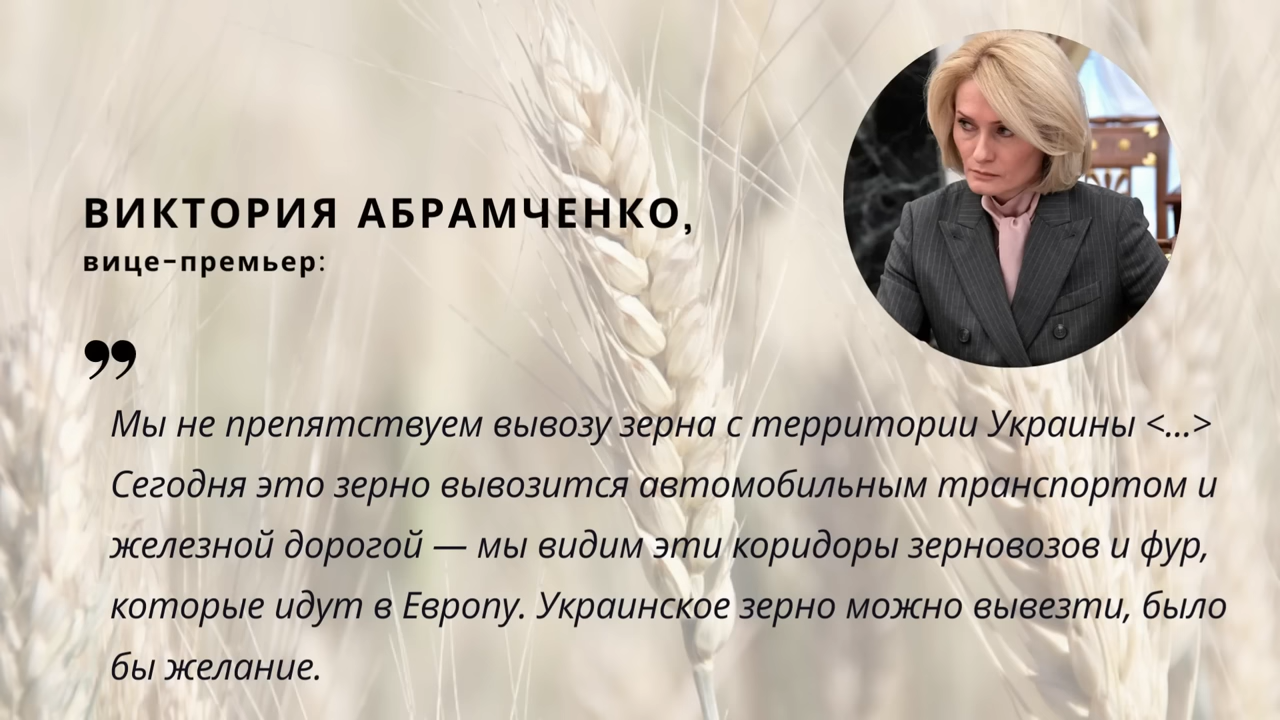 ВИКТОРИЯ АБРАМЧЕНКО,
вице-премьер:
”
Мы не препятствуем вывозу зерна с территории Украины <...>
Сегодня это зерно вывозится автомобильным транспортом и
железной дорогой — мы видим эти коридоры зерновозов и фур,
которые идут в Европу. Украинское зерно можно вывезти, было
бы желание.